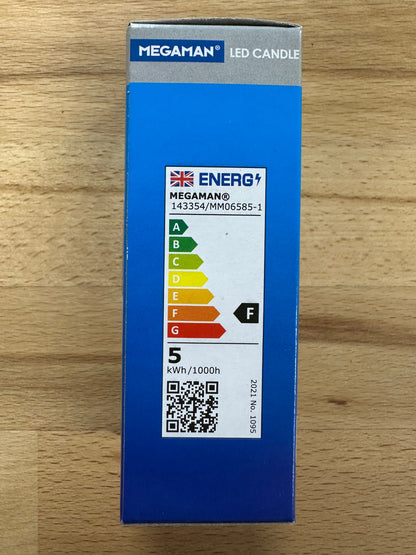 MEGAMAN® LED CANDLE
ENERG
MEGAMAN®
143354/MM06585-1
A
B
C
D
E
F
G
F
5
kWh/1000h
2021 No. 1095